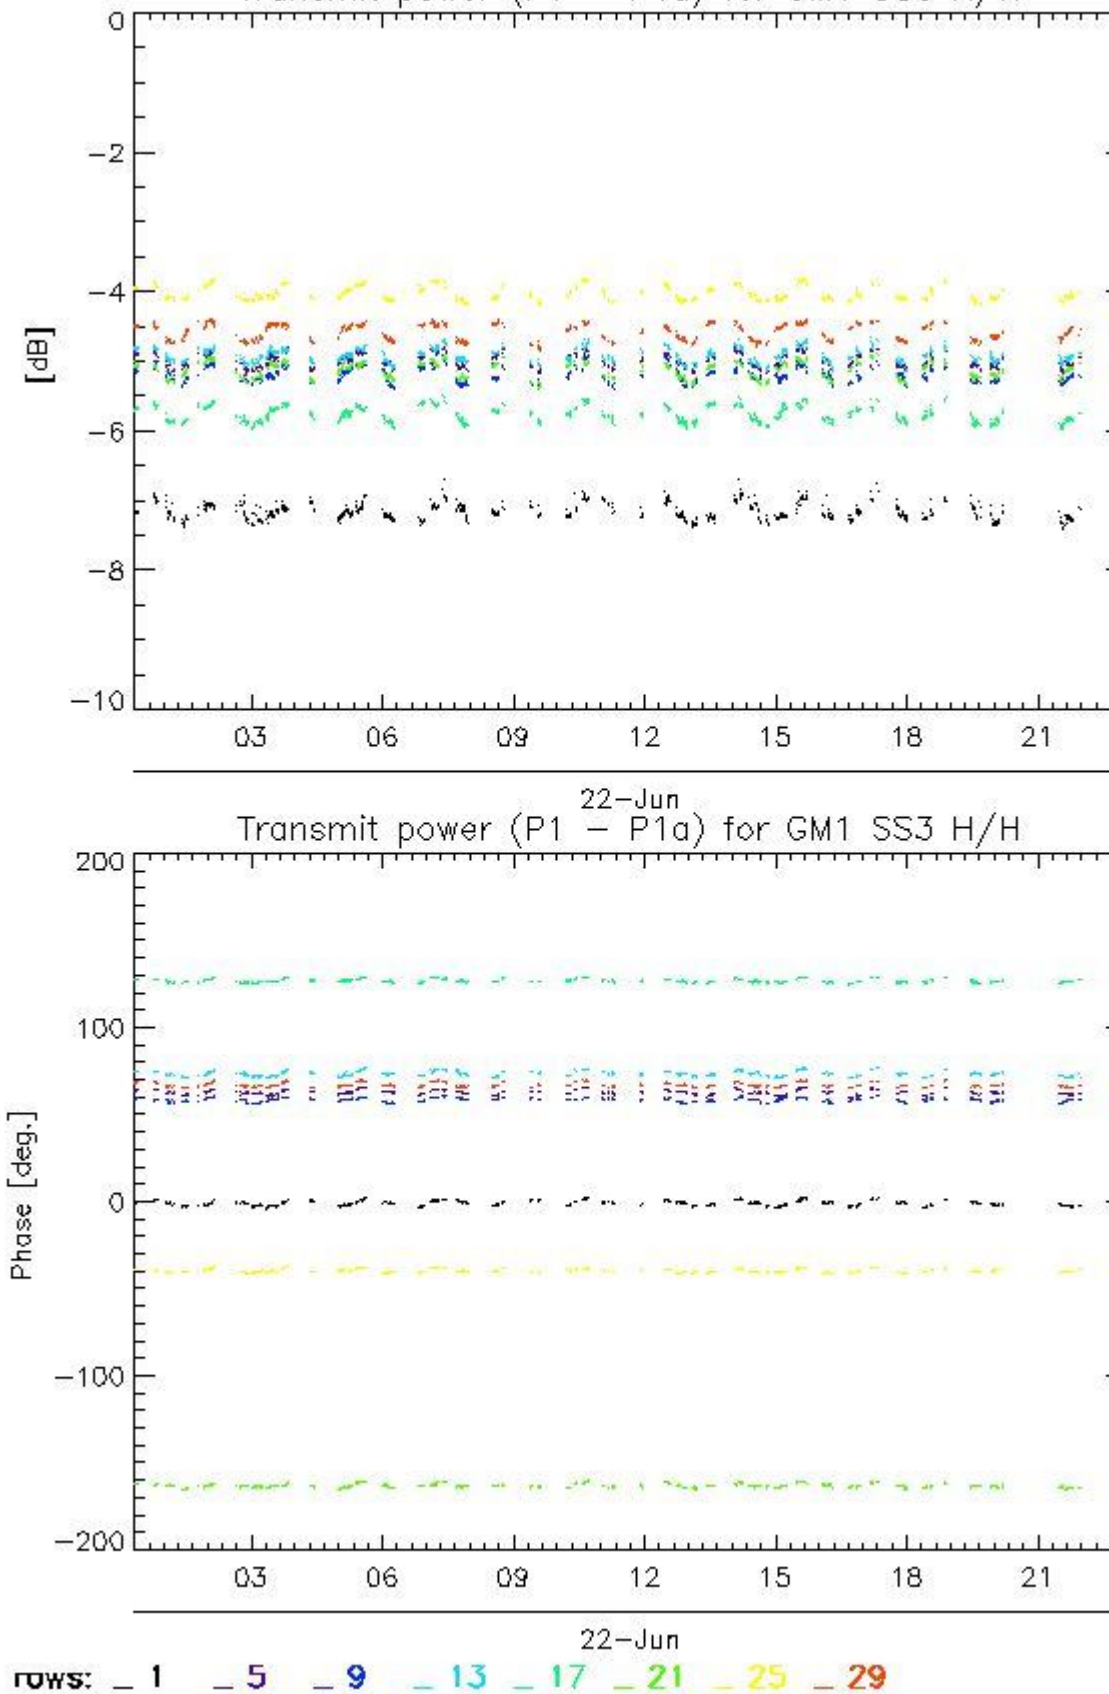 0
−2
−4
[dB]
−6
−8
−10
03 06 09 12 15 18 21
22−Jun
Transmit power (P1 − P1a) for GM1 SS3 H/H
200
100
0
Phase [deg.]
−100
−200
03 06 09 12 15 18 21
22−Jun
rows: _ 1 _ 5 _ 9 _ 13 _ 17 _ 21 _ 25 _ 29